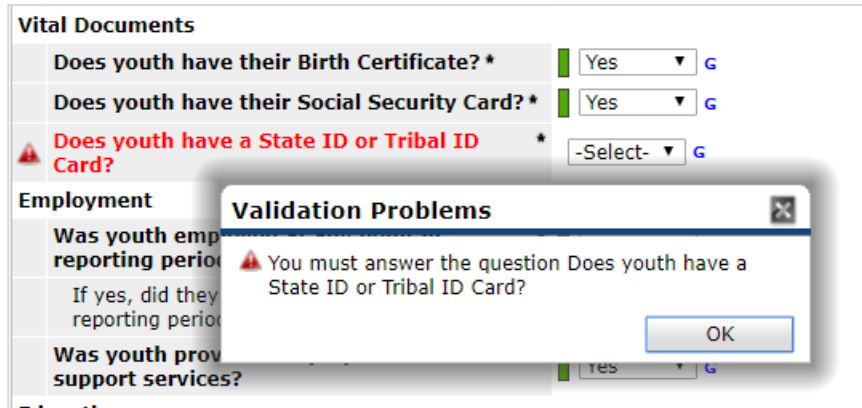 Vital Documents
Does youth have their Birth Certificate? * Yes ▼ G
Does youth have their Social Security Card? * Yes ▼ G
Does youth have a State ID or Tribal ID * -Select- ▼ G
Card?
Employment
Validation Problems
Was youth
reporting
You must answer the question Does youth have a
State ID or Tribal ID Card?
If yes, did they
reporting
OK
Was youth
support services? Yes ▼ G